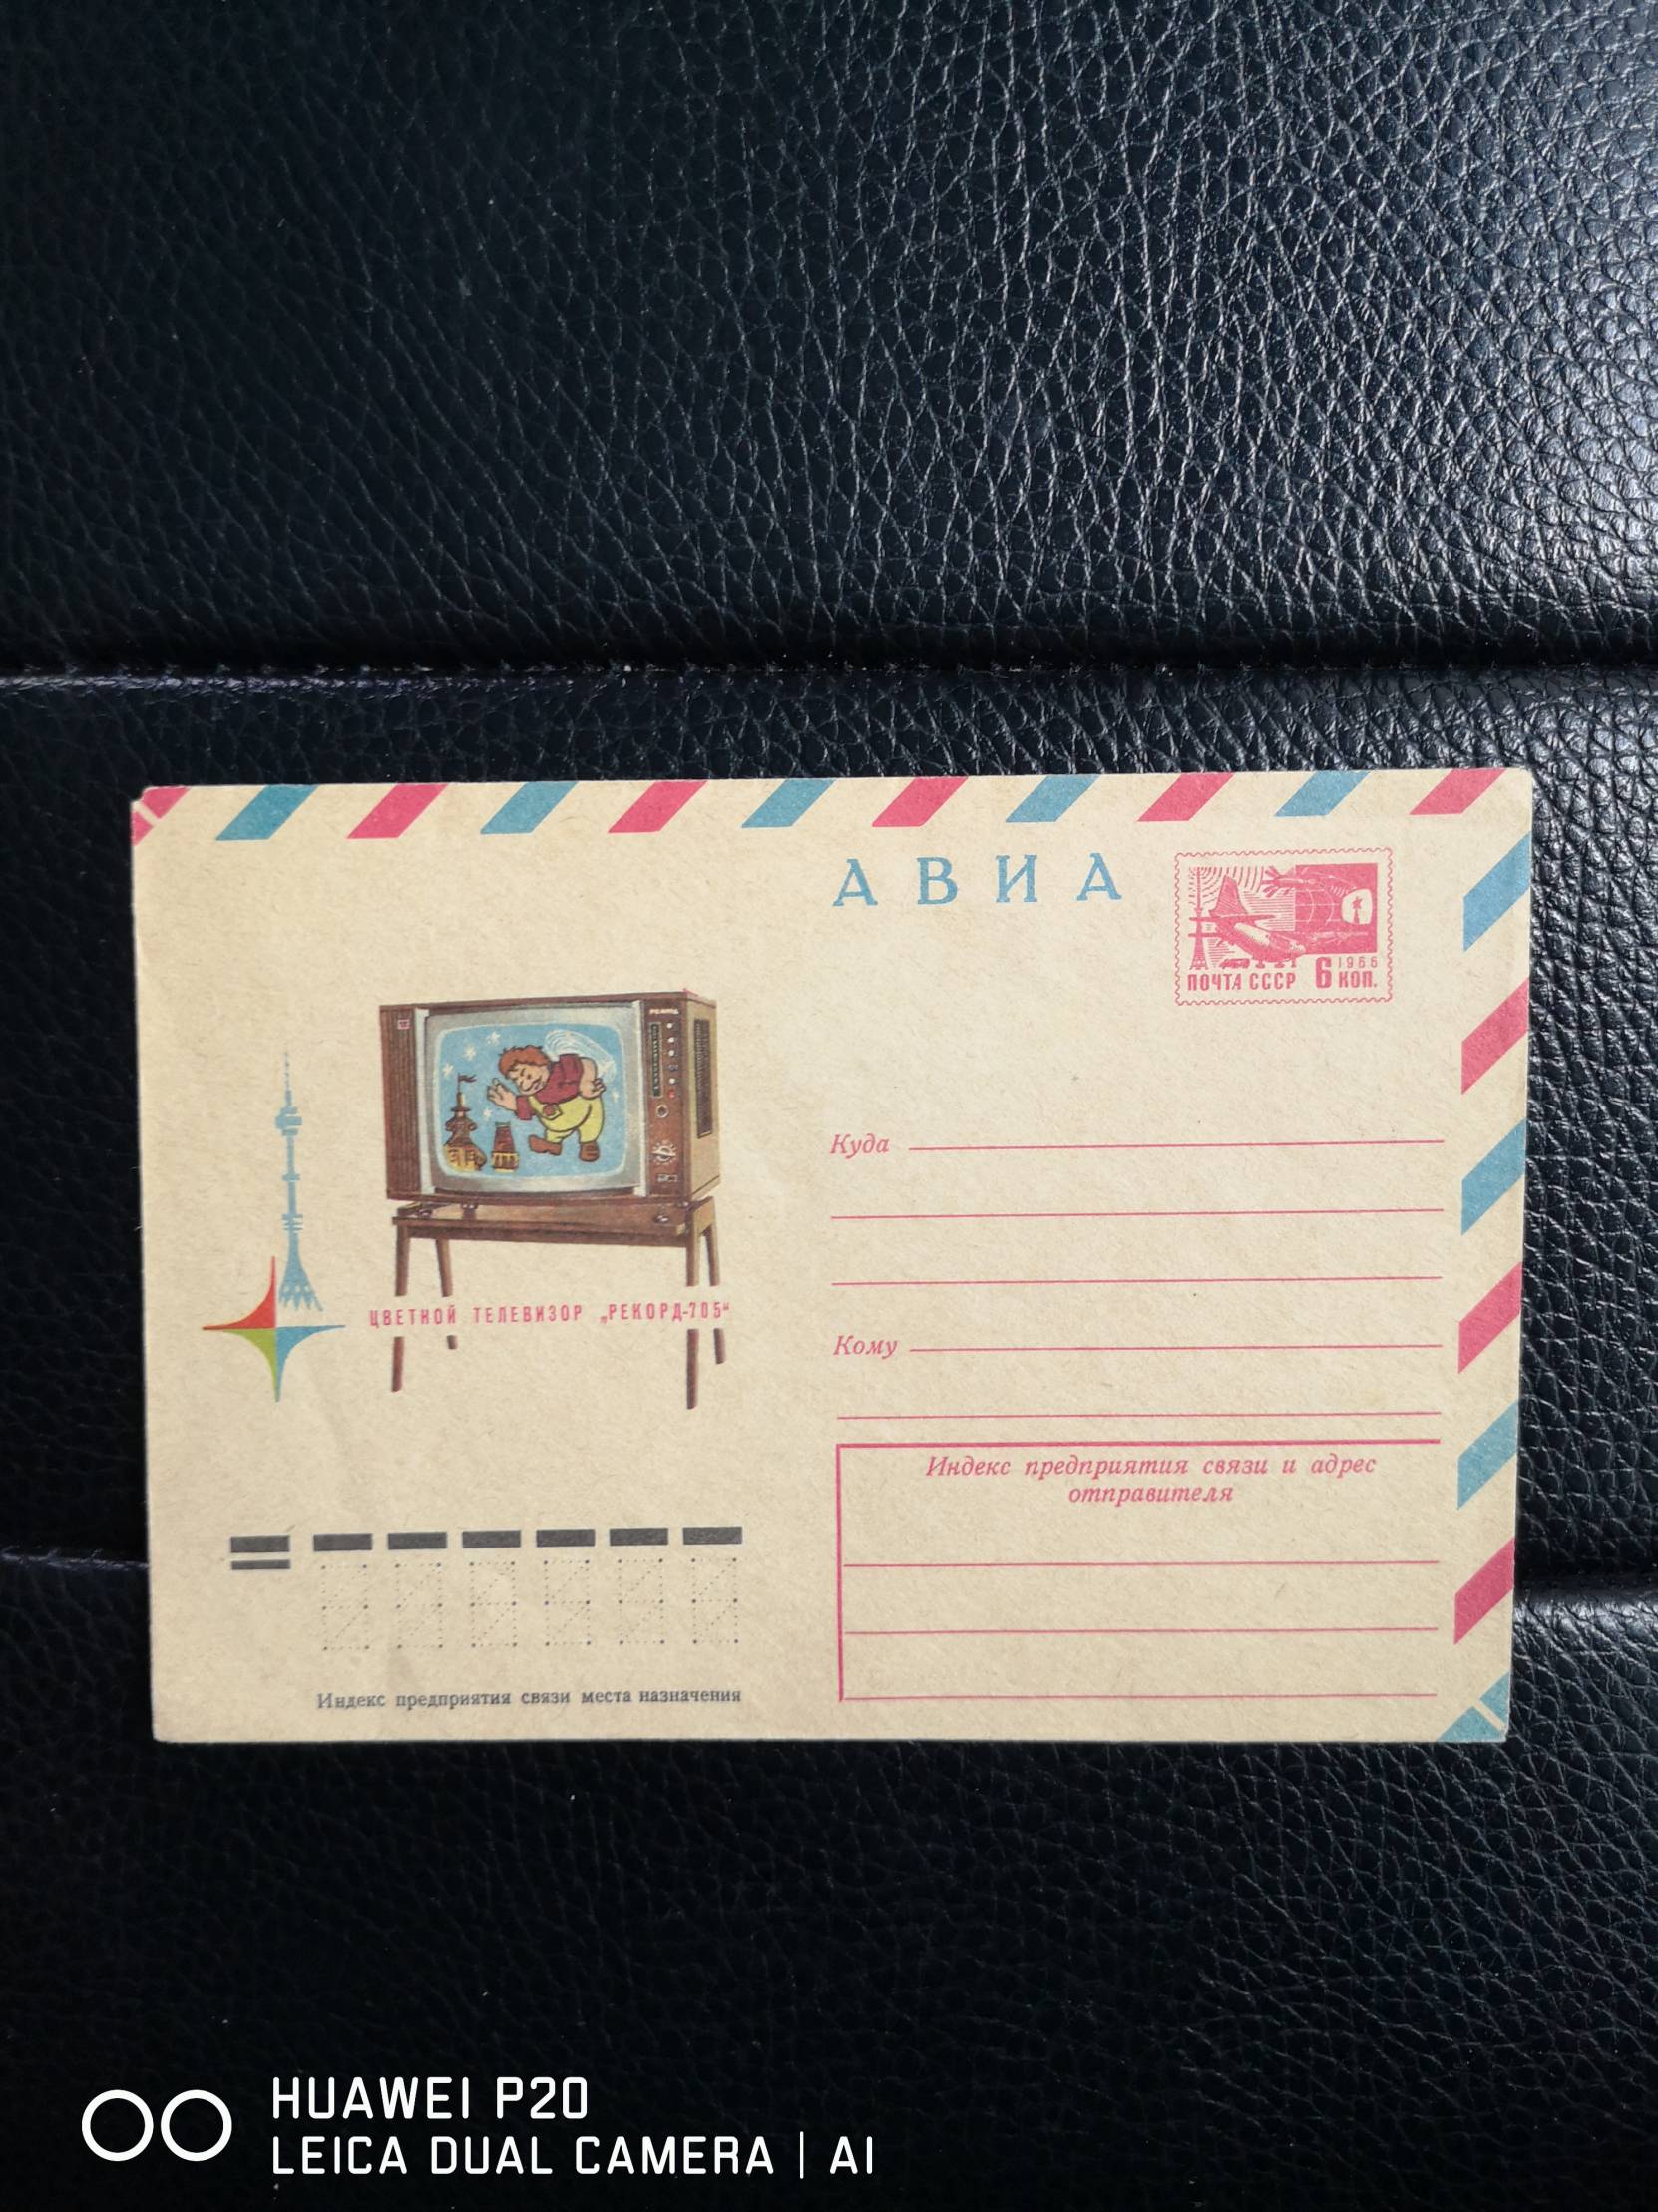 АВИА
ПОЧТА СССР 6 1966 КОП.
Куда
ЦВЕТНОЙ ТЕЛЕВИЗОР „РЕКОРД-705“
Кому
Индекс предприятия связи и адрес
отправителя
Индекс предприятия связи места назначения
HUAWEI P20
LEICA DUAL CAMERA | AI